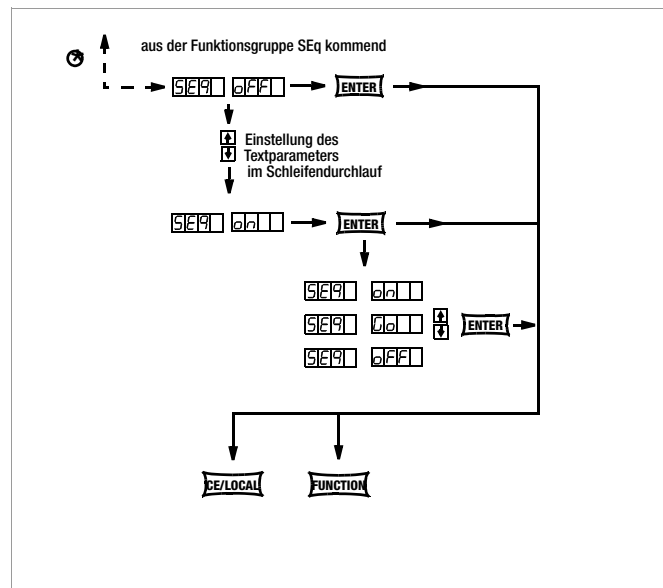 aus der Funktionsgruppe SEq kommend
SEq oFF ENTER
Einstellung des
Textparameters
im Schleifendurchlauf
SEq on ENTER
SEq on
SEq Go ENTER
SEq oFF
CE/LOCAL FUNCTION